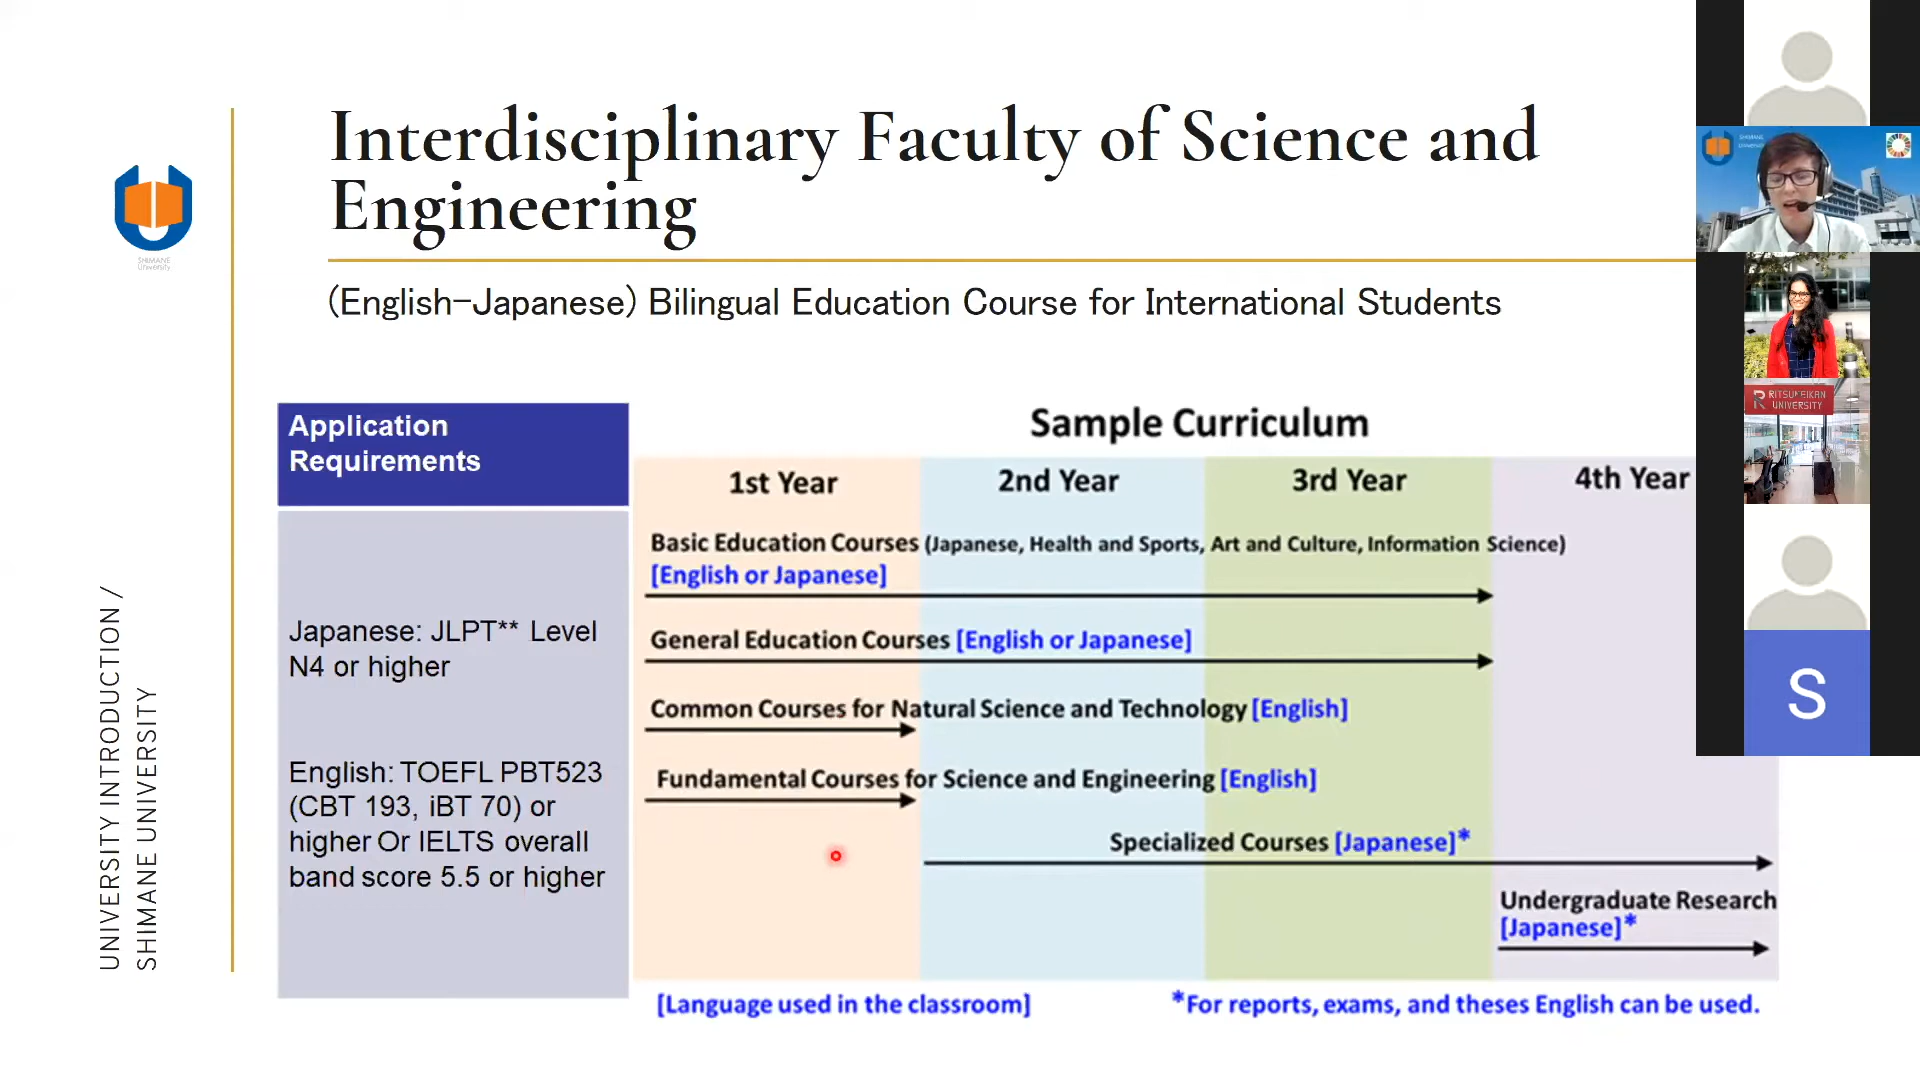 Interdisciplinary Faculty of Science and
Engineering
SHIMANE
University
(English-Japanese) Bilingual Education Course for International Students
UNIVERSITY INTRODUCTION /
SHIMANE UNIVERSITY
Application
Requirements
Japanese: JLPT** Level
N4 or higher
English: TOEFL PBT523
(CBT 193, iBT 70) or
higher Or IELTS overall
band score 5.5 or higher
Sample Curriculum
1st Year
2nd Year
3rd Year
4th Year
Basic Education Courses (Japanese, Health and Sports, Art and Culture, Information Science)
[English or Japanese]
General Education Courses [English or Japanese]
Common Courses for Natural Science and Technology [English]
Fundamental Courses for Science and Engineering [English]
Specialized Courses [Japanese]*
Undergraduate Research
[Japanese]*
[Language used in the classroom]
*For reports, exams, and theses English can be used.
SHIMANE
University
R RITSUMEIKAN
UNIVERSITY
S